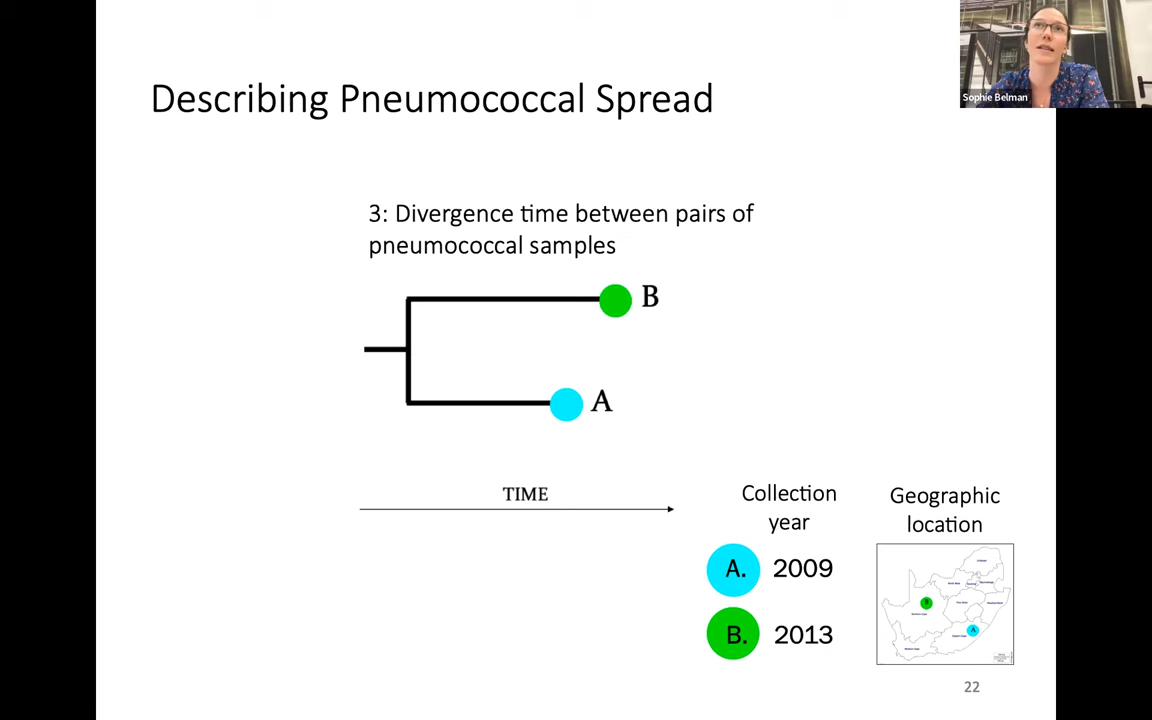 Sophie Belman
Describing Pneumococcal Spread
3: Divergence time between pairs of
pneumococcal samples
B
A
TIME
Collection
year
Geographic
location
A. 2009
B. 2013
B
A
22